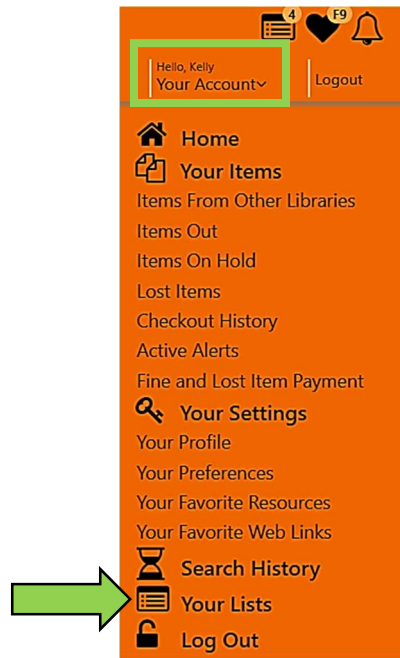 4 F9
Hello, Kelly
Your Account
Logout
Home
Your Items
Items From Other Libraries
Items Out
Items On Hold
Lost Items
Checkout History
Active Alerts
Fine and Lost Item Payment
Your Settings
Your Profile
Your Preferences
Your Favorite Resources
Your Favorite Web Links
Search History
Your Lists
Log Out